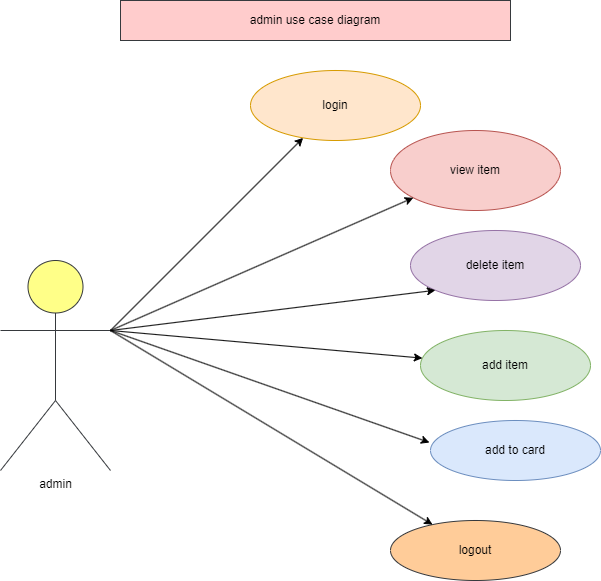 admin use case diagram
login
view item
delete item
add item
add to card
logout
admin